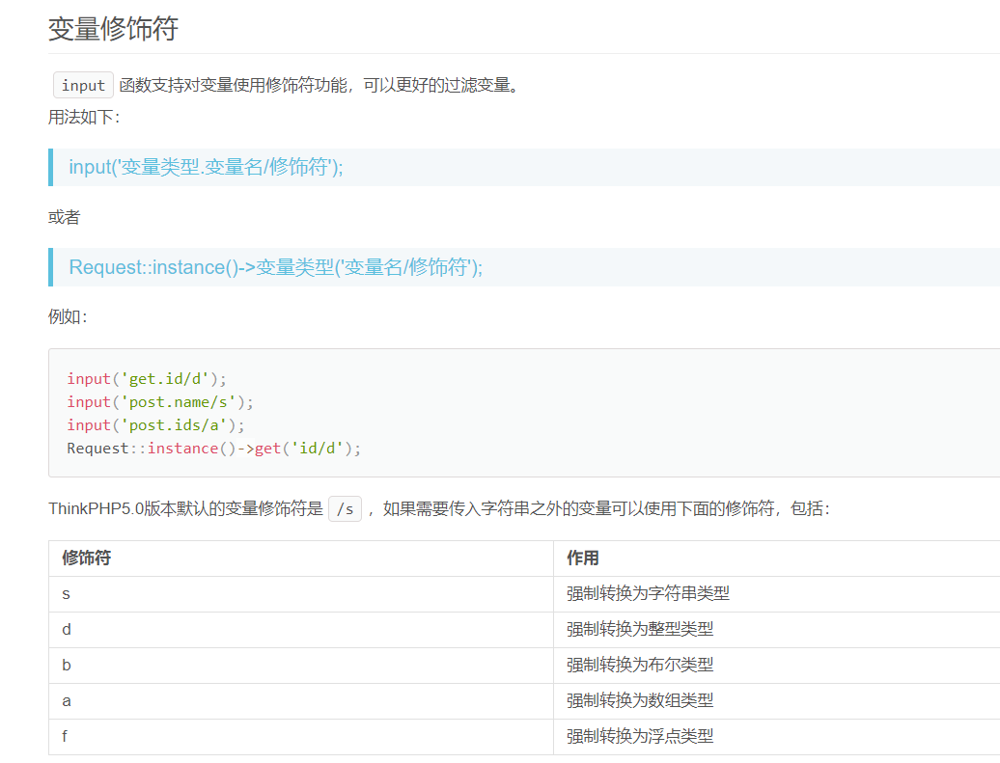 变量修饰符
input 函数支持对变量使用修饰符功能，可以更好的过滤变量。
用法如下：
input('变量类型.变量名/修饰符');
或者
Request::instance()->变量类型('变量名/修饰符');
例如：
input('get.id/d');
input('post.name/s');
input('post.ids/a');
Request::instance()->get('id/d');
ThinkPHP5.0版本默认的变量修饰符是 /s ，如果需要传入字符串之外的变量可以使用下面的修饰符，包括：
修饰符 作用
s 强制转换为字符串类型
d 强制转换为整型类型
b 强制转换为布尔类型
a 强制转换为数组类型
f 强制转换为浮点类型